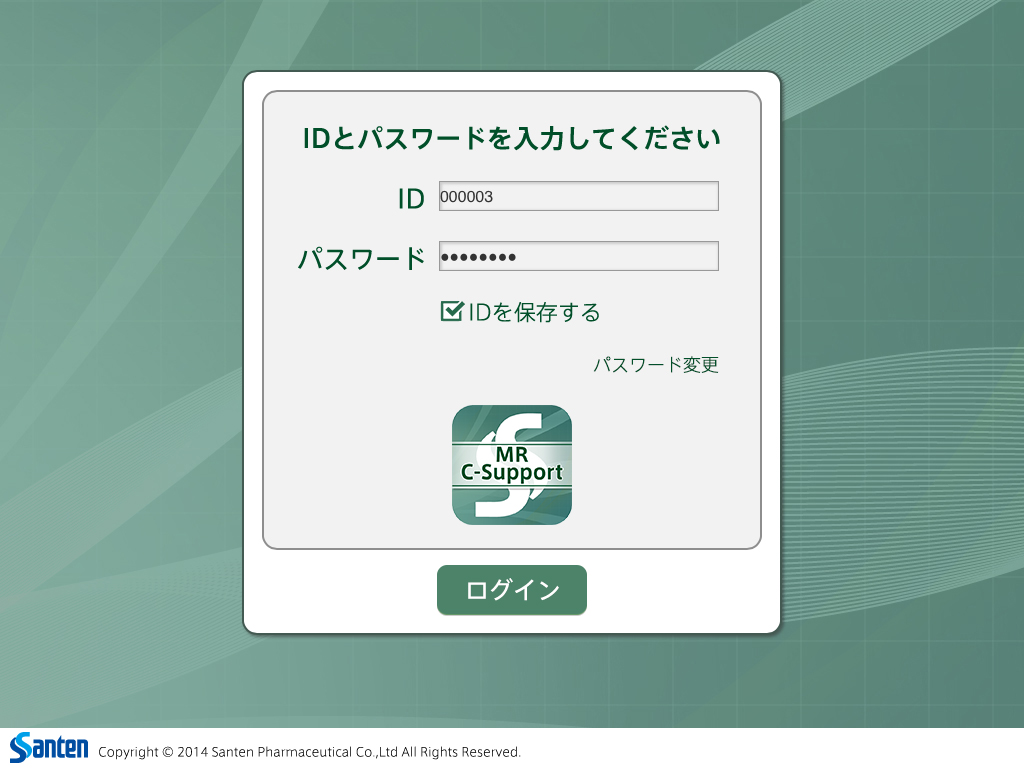 IDとパスワードを入力してください
ID 000003
パスワード ••••••••
IDを保存する
パスワード変更
MR
C-Support
ログイン
Santen Copyright © 2014 Santen Pharmaceutical Co.,Ltd All Rights Reserved.